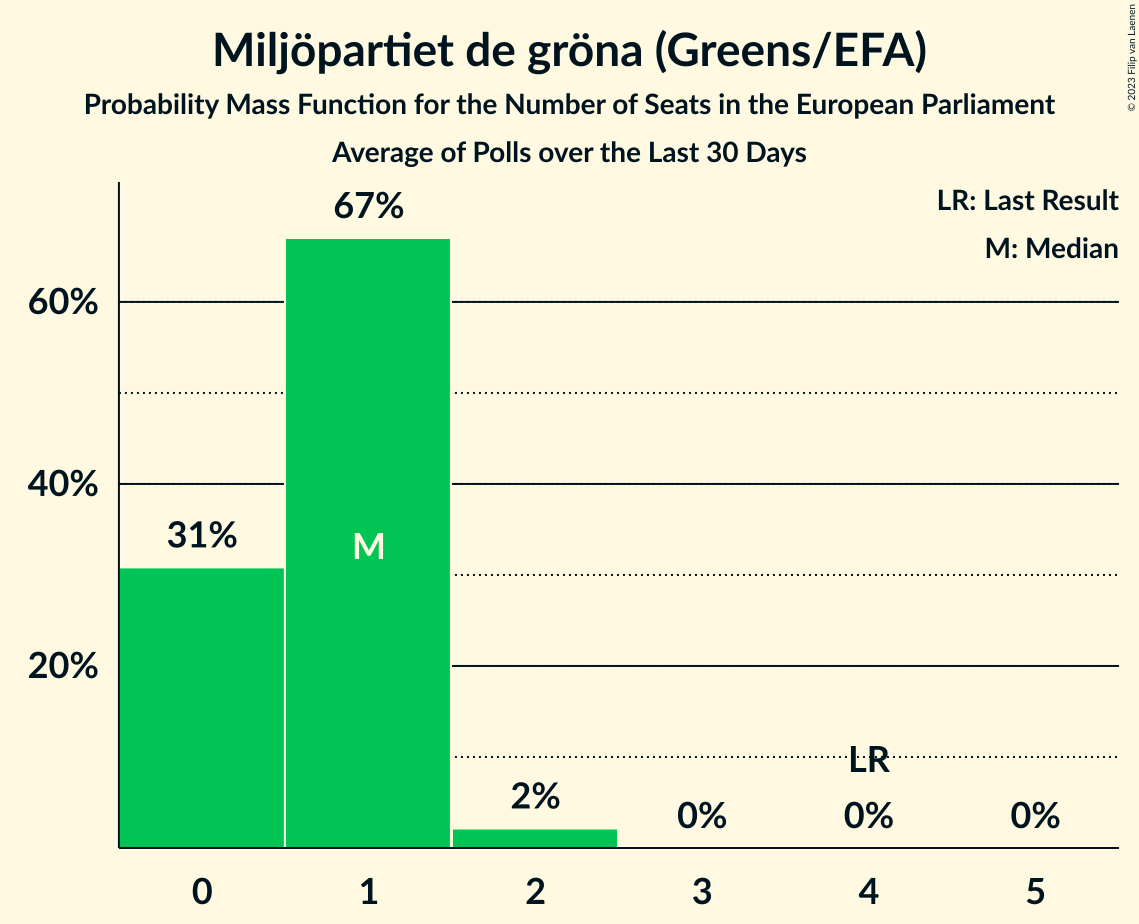 Miljöpartiet de gröna (Greens/EFA)
Probability Mass Function for the Number of Seats in the European Parliament
Average of Polls over the Last 30 Days
© 2023 Filip van Laenen
LR: Last Result
M: Median
67%
60%
40%
31%
M
20%
LR
2%
0%
0%
0%
0
1
2
3
4
5